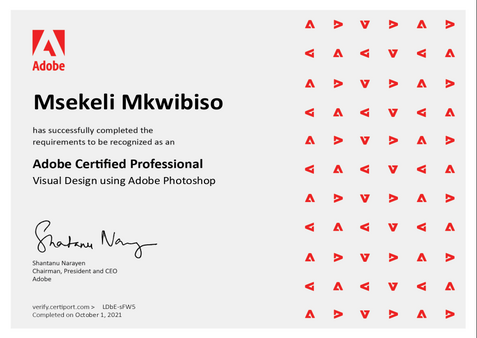 Adobe
Msekeli Mkwibiso
has successfully completed the
requirements to be recognized as an
Adobe Certified Professional
Visual Design using Adobe Photoshop
Shantanu Narayen
Shantanu Narayen
Chairman, President and CEO
Adobe
verify.certiport.com > LDbE-sFW5
Completed on October 1, 2021